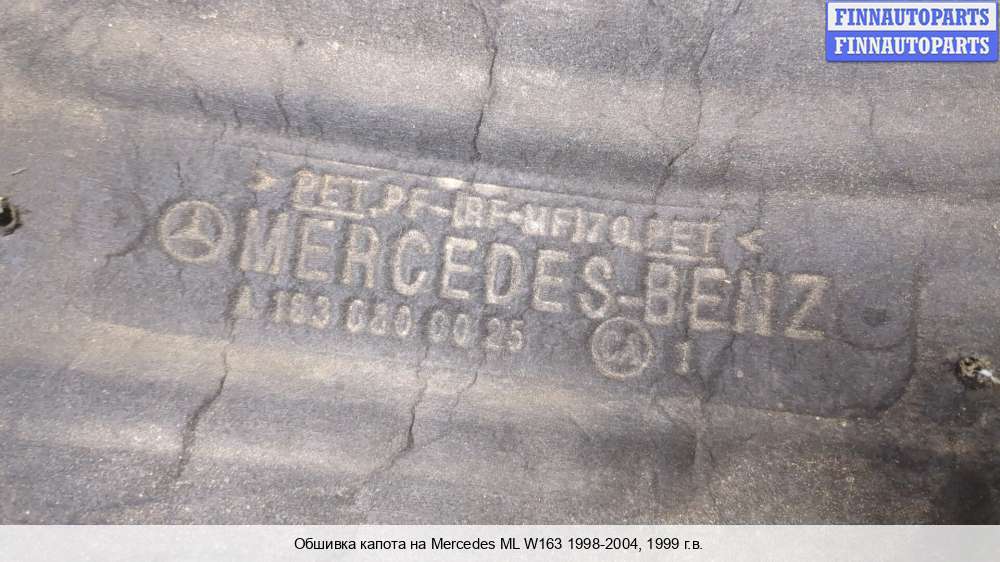 FINNAUTOPARTS
FINNAUTOPARTS
> PET,PF-(RF-MF)70,PET <
MERCEDES-BENZ
A 163 680 00 25 1
Обшивка капота на Mercedes ML W163 1998-2004, 1999 г.в.